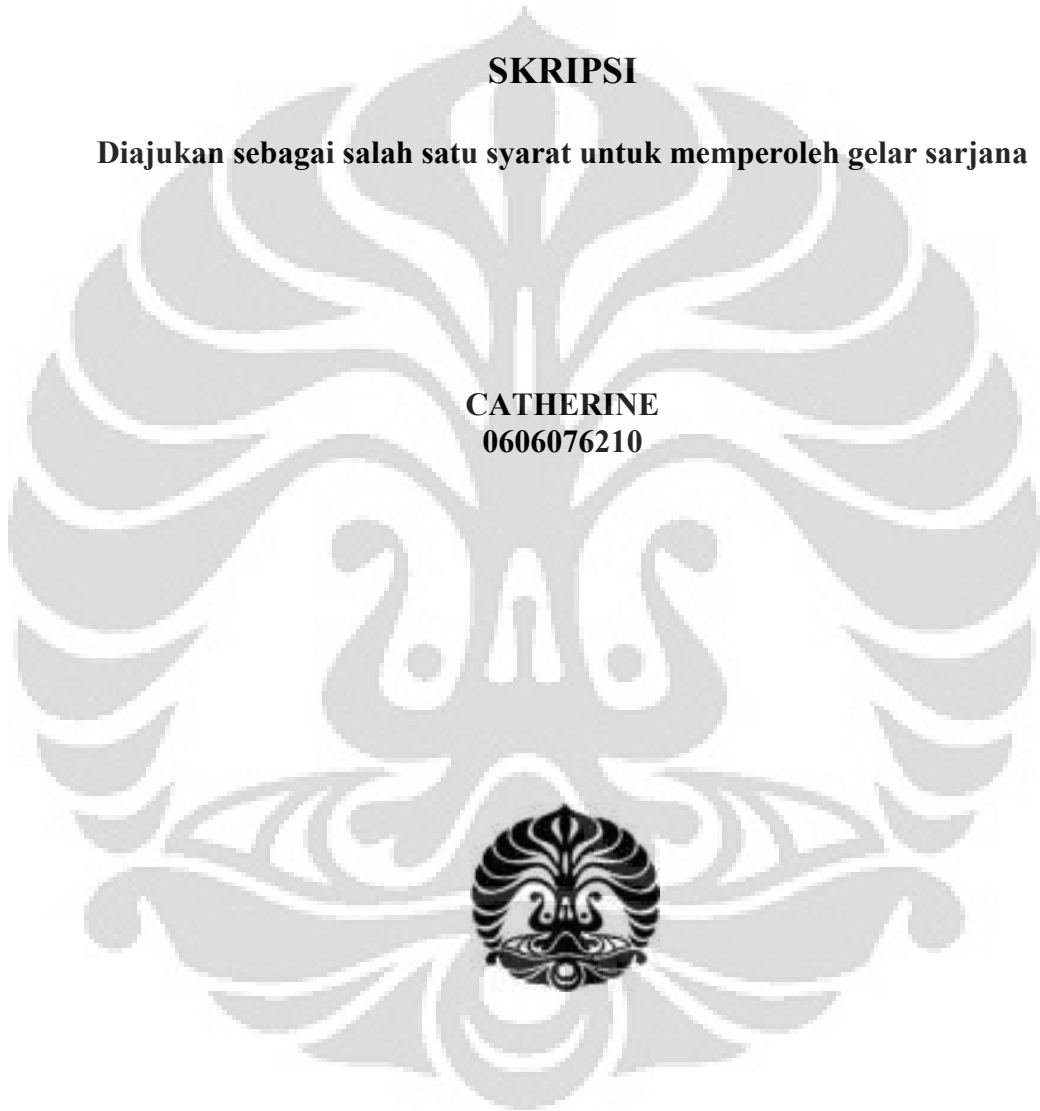 SKRIPSI
Diajukan sebagai salah satu syarat untuk memperoleh gelar sarjana
CATHERINE
0606076210